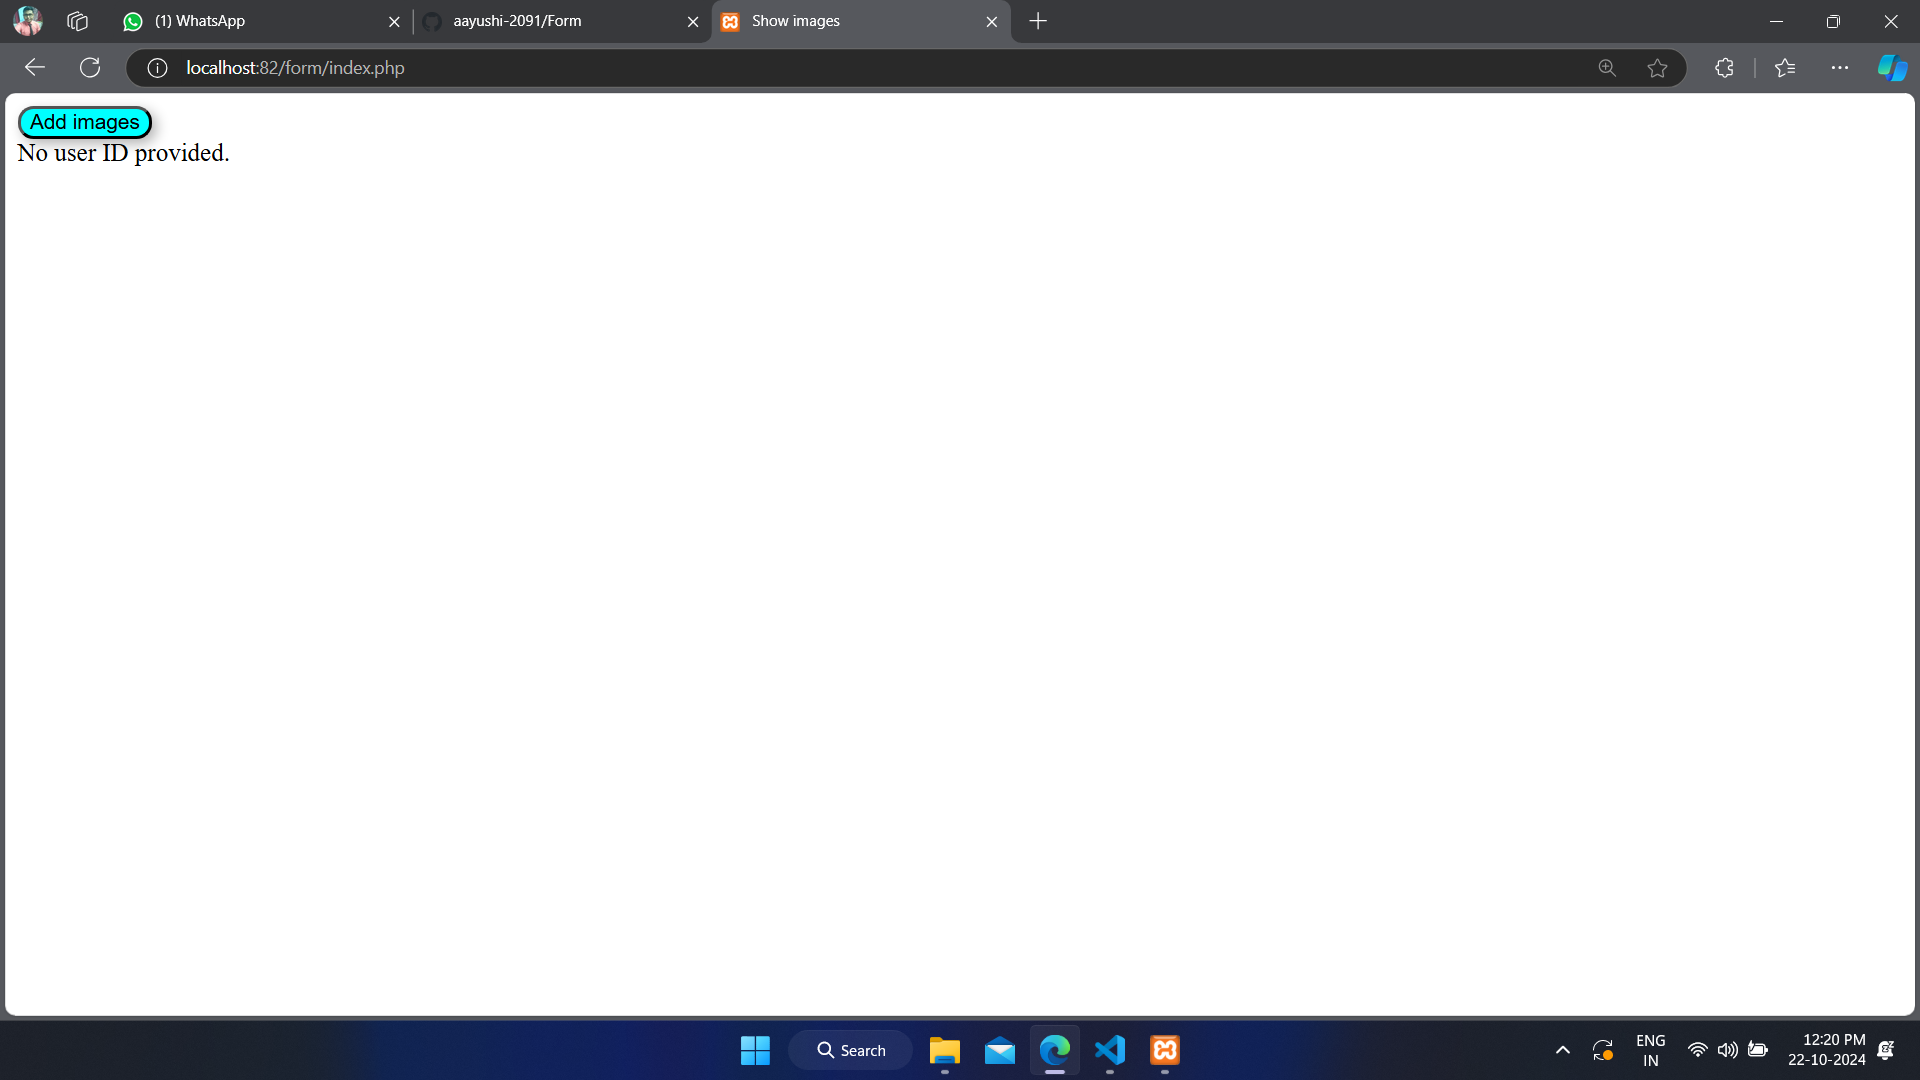 (1) WhatsApp
aayushi-2091/Form
Show images
localhost:82/form/index.php
Add images
No user ID provided.
Search
ENG
IN
12:20 PM
22-10-2024